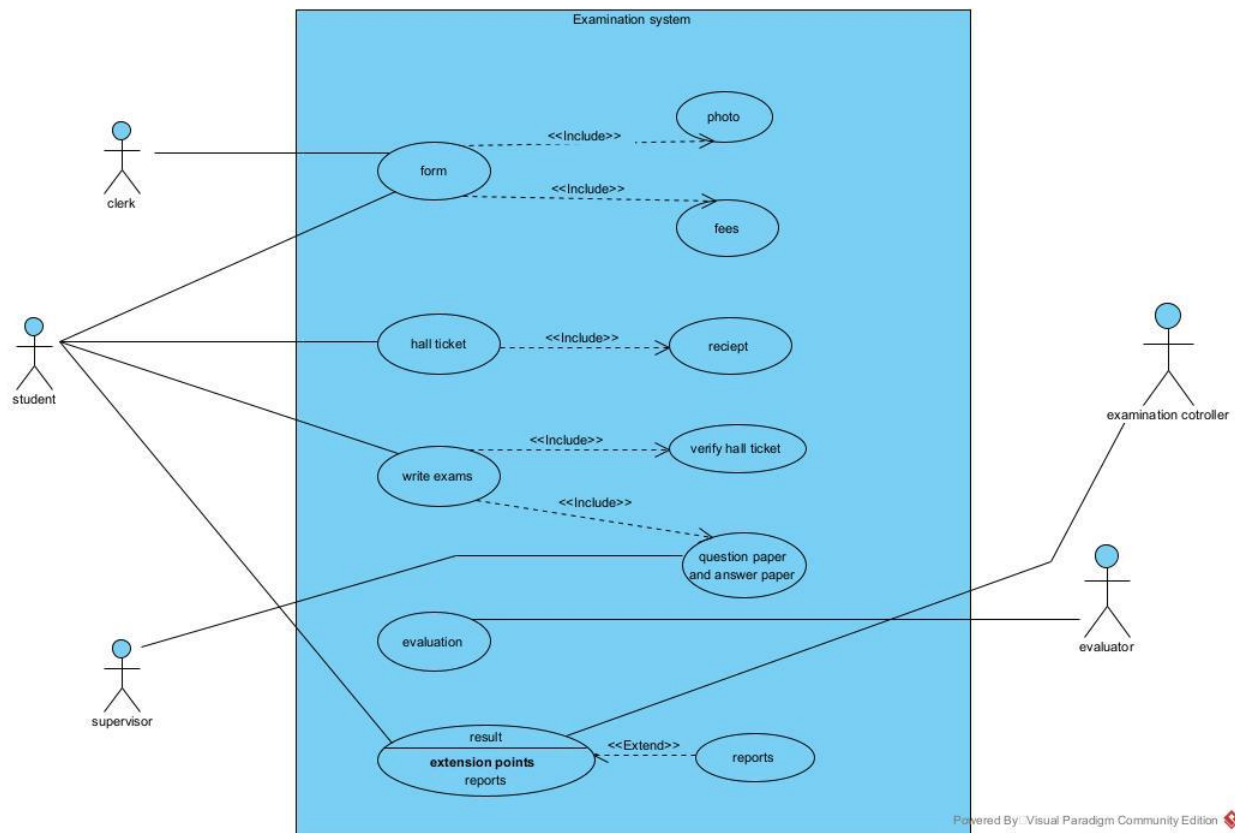 Examination system
photo
<<Include>>
form
clerk
<<Include>>
fees
student
hall ticket
<<Include>>
reciept
examination cotroller
write exams
<<Include>>
verify hall ticket
<<Include>>
question paper
and answer paper
evaluation
evaluator
supervisor
result
extension points
reports
<<Extend>>
reports
Powered By Visual Paradigm Community Edition